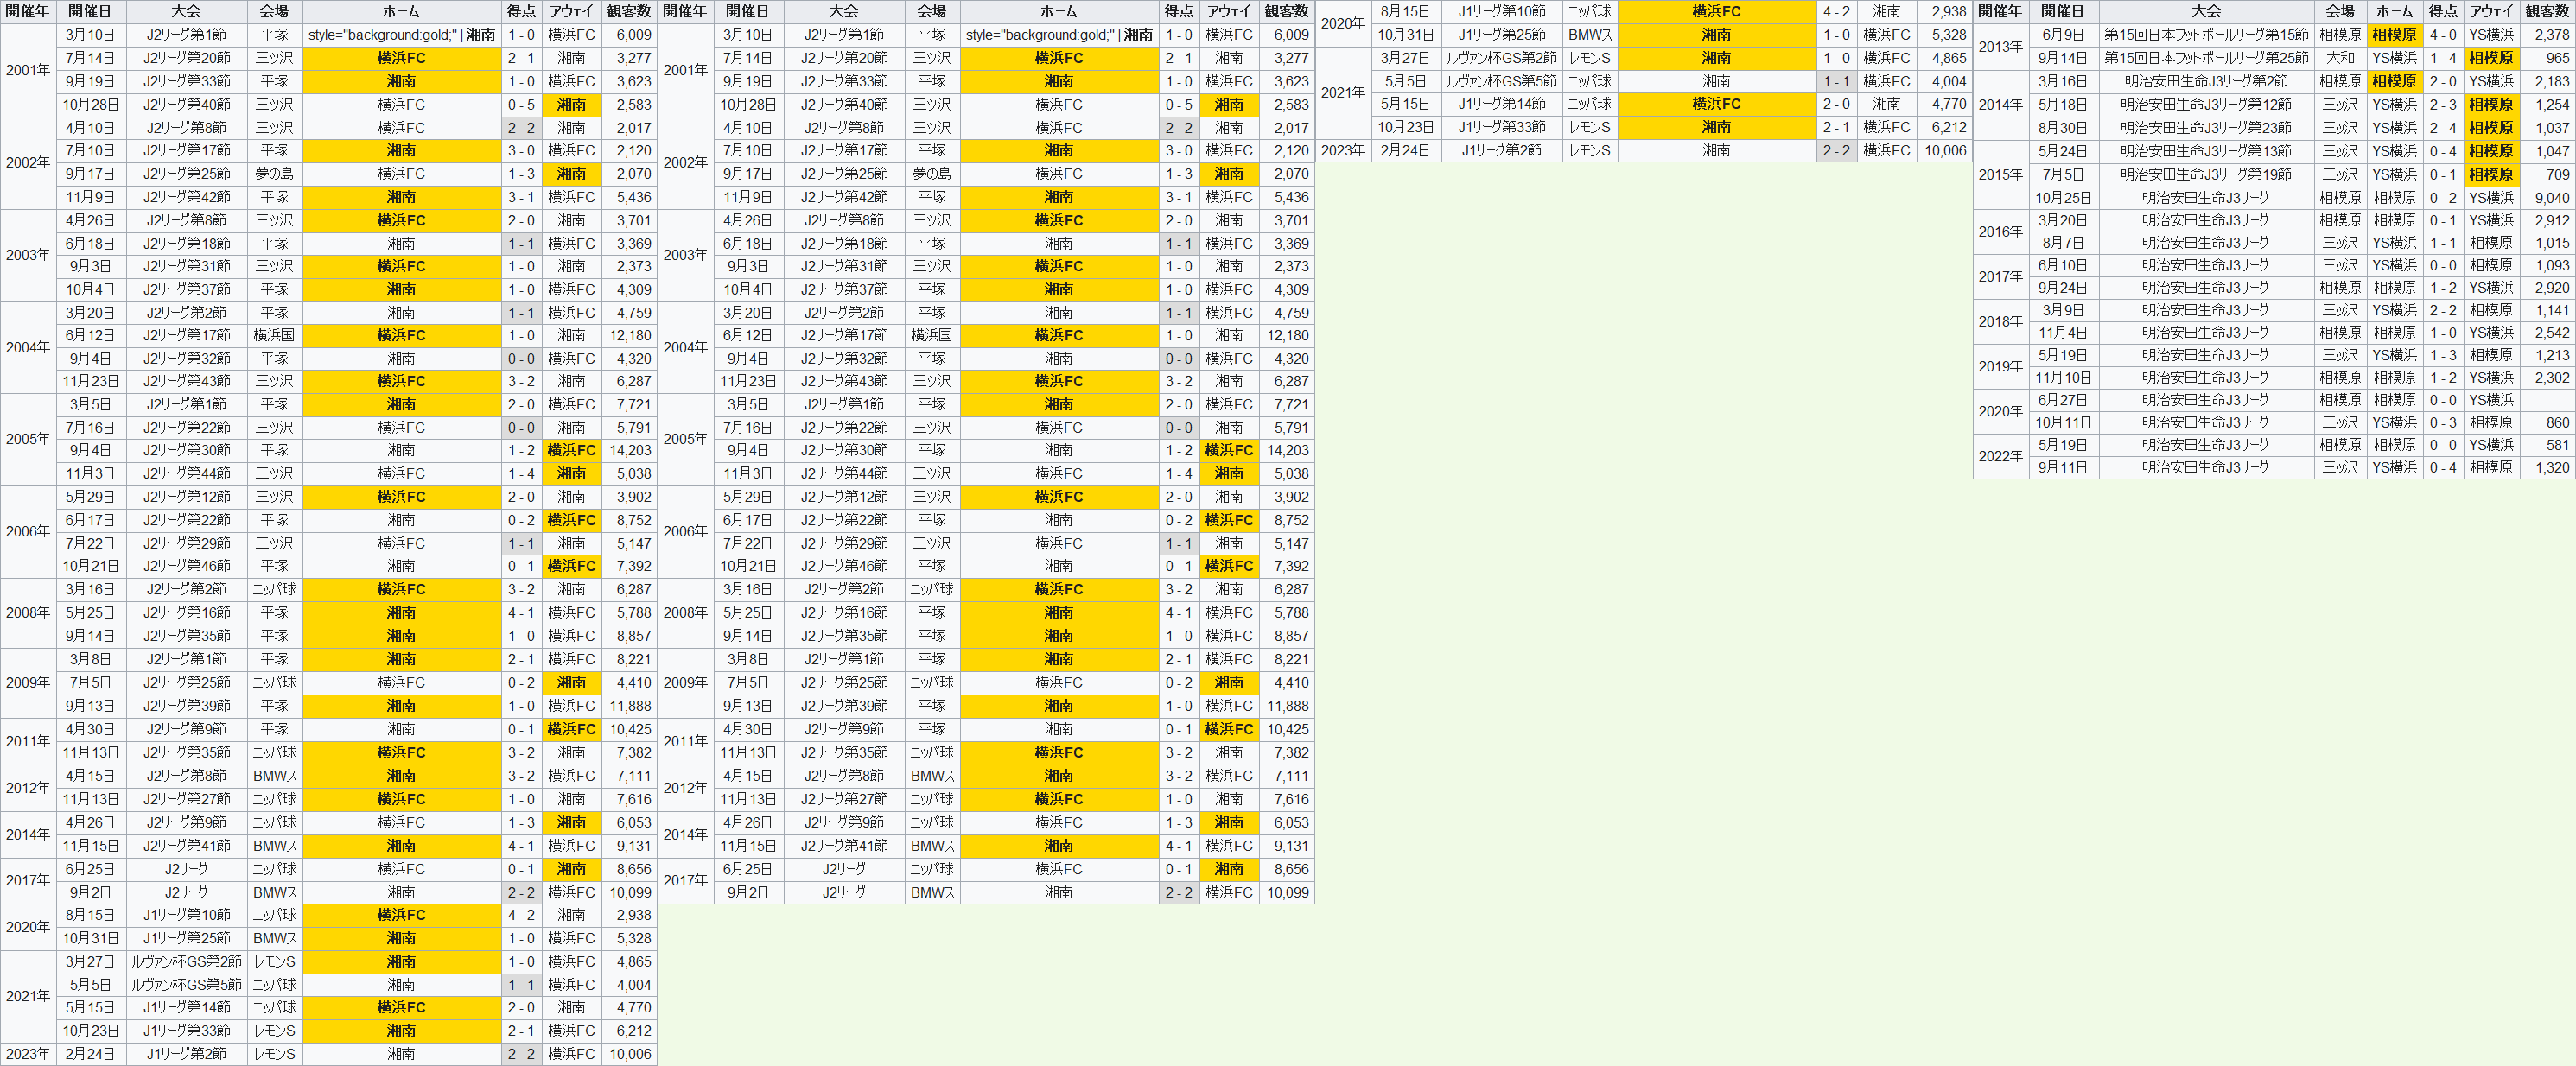 開催年 開催日 大会 会場 ホーム 得点 アウェイ 観客数
2001年 3月10日 J2リーグ第1節 平塚 style="background:gold;" | 湘南 1 - 0 横浜FC 6,009
7月14日 J2リーグ第20節 三ッ沢 横浜FC 2 - 1 湘南 3,277
9月19日 J2リーグ第33節 平塚 湘南 1 - 0 横浜FC 3,623
10月28日 J2リーグ第40節 三ッ沢 横浜FC 0 - 5 湘南 2,583
2002年 4月10日 J2リーグ第8節 三ッ沢 横浜FC 2 - 2 湘南 2,017
7月10日 J2リーグ第17節 平塚 湘南 3 - 0 横浜FC 2,120
9月17日 J2リーグ第25節 夢の島 横浜FC 1 - 3 湘南 2,070
11月9日 J2リーグ第42節 平塚 湘南 3 - 1 横浜FC 5,436
2003年 4月26日 J2リーグ第8節 三ッ沢 横浜FC 2 - 0 湘南 3,701
6月18日 J2リーグ第18節 平塚 湘南 1 - 1 横浜FC 3,369
9月3日 J2リーグ第31節 三ッ沢 横浜FC 1 - 0 湘南 2,373
10月4日 J2リーグ第37節 平塚 湘南 1 - 0 横浜FC 4,309
2004年 3月20日 J2リーグ第2節 平塚 湘南 1 - 1 横浜FC 4,759
6月12日 J2リーグ第17節 横浜国 横浜FC 1 - 0 湘南 12,180
9月4日 J2リーグ第32節 平塚 湘南 0 - 0 横浜FC 4,320
11月23日 J2リーグ第43節 三ッ沢 横浜FC 3 - 2 湘南 6,287
2005年 3月5日 J2リーグ第1節 平塚 湘南 2 - 0 横浜FC 7,721
7月16日 J2リーグ第22節 三ッ沢 横浜FC 0 - 0 湘南 5,791
9月4日 J2リーグ第30節 平塚 湘南 1 - 2 横浜FC 14,203
11月3日 J2リーグ第44節 三ッ沢 横浜FC 1 - 4 湘南 5,038
2006年 5月29日 J2リーグ第12節 三ッ沢 横浜FC 2 - 0 湘南 3,902
6月17日 J2リーグ第22節 平塚 湘南 0 - 2 横浜FC 8,752
7月22日 J2リーグ第29節 三ッ沢 横浜FC 1 - 1 湘南 5,147
10月21日 J2リーグ第46節 平塚 湘南 0 - 1 横浜FC 7,392
2008年 3月16日 J2リーグ第2節 ニッパ球 横浜FC 3 - 2 湘南 6,287
5月25日 J2リーグ第16節 平塚 湘南 4 - 1 横浜FC 5,788
9月14日 J2リーグ第35節 平塚 湘南 1 - 0 横浜FC 8,857
2009年 3月8日 J2リーグ第1節 平塚 湘南 2 - 1 横浜FC 8,221
7月5日 J2リーグ第25節 ニッパ球 横浜FC 0 - 2 湘南 4,410
9月13日 J2リーグ第39節 平塚 湘南 1 - 0 横浜FC 11,888
2011年 4月30日 J2リーグ第9節 平塚 湘南 0 - 1 横浜FC 10,425
11月13日 J2リーグ第35節 ニッパ球 横浜FC 3 - 2 湘南 7,382
2012年 4月15日 J2リーグ第8節 BMWス 湘南 3 - 2 横浜FC 7,111
11月13日 J2リーグ第27節 ニッパ球 横浜FC 1 - 0 湘南 7,616
2014年 4月26日 J2リーグ第9節 ニッパ球 横浜FC 1 - 3 湘南 6,053
11月15日 J2リーグ第41節 BMWス 湘南 4 - 1 横浜FC 9,131
2017年 6月25日 J2リーグ ニッパ球 横浜FC 0 - 1 湘南 8,656
9月2日 J2リーグ BMWス 湘南 2 - 2 横浜FC 10,099
2020年 8月15日 J1リーグ第10節 ニッパ球 横浜FC 4 - 2 湘南 2,938
10月31日 J1リーグ第25節 BMWス 湘南 1 - 0 横浜FC 5,328
2021年 3月27日 ルヴァン杯GS第2節 レモンS 湘南 1 - 0 横浜FC 4,865
5月5日 ルヴァン杯GS第5節 ニッパ球 湘南 1 - 1 横浜FC 4,004
5月15日 J1リーグ第14節 ニッパ球 横浜FC 2 - 0 湘南 4,770
10月23日 J1リーグ第33節 レモンS 湘南 2 - 1 横浜FC 6,212
2023年 2月24日 J1リーグ第2節 レモンS 湘南 2 - 2 横浜FC 10,006
開催年 開催日 大会 会場 ホーム 得点 アウェイ 観客数
2001年 3月10日 J2リーグ第1節 平塚 style="background:gold;" | 湘南 1 - 0 横浜FC 6,009
7月14日 J2リーグ第20節 三ッ沢 横浜FC 2 - 1 湘南 3,277
9月19日 J2リーグ第33節 平塚 湘南 1 - 0 横浜FC 3,623
10月28日 J2リーグ第40節 三ッ沢 横浜FC 0 - 5 湘南 2,583
2002年 4月10日 J2リーグ第8節 三ッ沢 横浜FC 2 - 2 湘南 2,017
7月10日 J2リーグ第17節 平塚 湘南 3 - 0 横浜FC 2,120
9月17日 J2リーグ第25節 夢の島 横浜FC 1 - 3 湘南 2,070
11月9日 J2リーグ第42節 平塚 湘南 3 - 1 横浜FC 5,436
2003年 4月26日 J2リーグ第8節 三ッ沢 横浜FC 2 - 0 湘南 3,701
6月18日 J2リーグ第18節 平塚 湘南 1 - 1 横浜FC 3,369
9月3日 J2リーグ第31節 三ッ沢 横浜FC 1 - 0 湘南 2,373
10月4日 J2リーグ第37節 平塚 湘南 1 - 0 横浜FC 4,309
2004年 3月20日 J2リーグ第2節 平塚 湘南 1 - 1 横浜FC 4,759
6月12日 J2リーグ第17節 横浜国 横浜FC 1 - 0 湘南 12,180
9月4日 J2リーグ第32節 平塚 湘南 0 - 0 横浜FC 4,320
11月23日 J2リーグ第43節 三ッ沢 横浜FC 3 - 2 湘南 6,287
2005年 3月5日 J2リーグ第1節 平塚 湘南 2 - 0 横浜FC 7,721
7月16日 J2リーグ第22節 三ッ沢 横浜FC 0 - 0 湘南 5,791
9月4日 J2リーグ第30節 平塚 湘南 1 - 2 横浜FC 14,203
11月3日 J2リーグ第44節 三ッ沢 横浜FC 1 - 4 湘南 5,038
2006年 5月29日 J2リーグ第12節 三ッ沢 横浜FC 2 - 0 湘南 3,902
6月17日 J2リーグ第22節 平塚 湘南 0 - 2 横浜FC 8,752
7月22日 J2リーグ第29節 三ッ沢 横浜FC 1 - 1 湘南 5,147
10月21日 J2リーグ第46節 平塚 湘南 0 - 1 横浜FC 7,392
2008年 3月16日 J2リーグ第2節 ニッパ球 横浜FC 3 - 2 湘南 6,287
5月25日 J2リーグ第16節 平塚 湘南 4 - 1 横浜FC 5,788
9月14日 J2リーグ第35節 平塚 湘南 1 - 0 横浜FC 8,857
2009年 3月8日 J2リーグ第1節 平塚 湘南 2 - 1 横浜FC 8,221
7月5日 J2リーグ第25節 ニッパ球 横浜FC 0 - 2 湘南 4,410
9月13日 J2リーグ第39節 平塚 湘南 1 - 0 横浜FC 11,888
2011年 4月30日 J2リーグ第9節 平塚 湘南 0 - 1 横浜FC 10,425
11月13日 J2リーグ第35節 ニッパ球 横浜FC 3 - 2 湘南 7,382
2012年 4月15日 J2リーグ第8節 BMWス 湘南 3 - 2 横浜FC 7,111
11月13日 J2リーグ第27節 ニッパ球 横浜FC 1 - 0 湘南 7,616
2014年 4月26日 J2リーグ第9節 ニッパ球 横浜FC 1 - 3 湘南 6,053
11月15日 J2リーグ第41節 BMWス 湘南 4 - 1 横浜FC 9,131
2017年 6月25日 J2リーグ ニッパ球 横浜FC 0 - 1 湘南 8,656
9月2日 J2リーグ BMWス 湘南 2 - 2 横浜FC 10,099
2020年 8月15日 J1リーグ第10節 ニッパ球 横浜FC 4 - 2 湘南 2,938
10月31日 J1リーグ第25節 BMWス 湘南 1 - 0 横浜FC 5,328
2021年 3月27日 ルヴァン杯GS第2節 レモンS 湘南 1 - 0 横浜FC 4,865
5月5日 ルヴァン杯GS第5節 ニッパ球 湘南 1 - 1 横浜FC 4,004
5月15日 J1リーグ第14節 ニッパ球 横浜FC 2 - 0 湘南 4,770
10月23日 J1リーグ第33節 レモンS 湘南 2 - 1 横浜FC 6,212
2023年 2月24日 J1リーグ第2節 レモンS 湘南 2 - 2 横浜FC 10,006
開催年 開催日 大会 会場 ホーム 得点 アウェイ 観客数
2013年 6月9日 第15回日本フットボールリーグ第15節 相模原 相模原 4 - 0 YS横浜 2,378
9月14日 第15回日本フットボールリーグ第25節 大和 YS横浜 1 - 4 相模原 965
2014年 3月16日 明治安田生命J3リーグ第2節 相模原 相模原 2 - 0 YS横浜 2,183
5月18日 明治安田生命J3リーグ第12節 三ッ沢 YS横浜 2 - 3 相模原 1,254
8月30日 明治安田生命J3リーグ第23節 三ッ沢 YS横浜 2 - 4 相模原 1,037
2015年 5月24日 明治安田生命J3リーグ第13節 三ッ沢 YS横浜 0 - 4 相模原 1,047
7月5日 明治安田生命J3リーグ第19節 三ッ沢 YS横浜 0 - 1 相模原 709
10月25日 明治安田生命J3リーグ 相模原 相模原 0 - 2 YS横浜 9,040
2016年 3月20日 明治安田生命J3リーグ 相模原 相模原 0 - 1 YS横浜 2,912
8月7日 明治安田生命J3リーグ 三ッ沢 YS横浜 1 - 1 相模原 1,015
2017年 6月10日 明治安田生命J3リーグ 三ッ沢 YS横浜 0 - 0 相模原 1,093
9月24日 明治安田生命J3リーグ 相模原 相模原 1 - 2 YS横浜 2,920
2018年 3月9日 明治安田生命J3リーグ 三ッ沢 YS横浜 2 - 2 相模原 1,141
11月4日 明治安田生命J3リーグ 相模原 相模原 1 - 0 YS横浜 2,542
2019年 5月19日 明治安田生命J3リーグ 三ッ沢 YS横浜 1 - 3 相模原 1,213
11月10日 明治安田生命J3リーグ 相模原 相模原 1 - 2 YS横浜 2,302
2020年 6月27日 明治安田生命J3リーグ 相模原 相模原 0 - 0 YS横浜
10月11日 明治安田生命J3リーグ 三ッ沢 YS横浜 0 - 3 相模原 860
2022年 5月19日 明治安田生命J3リーグ 相模原 相模原 0 - 0 YS横浜 581
9月11日 明治安田生命J3リーグ 三ッ沢 YS横浜 0 - 4 相模原 1,320